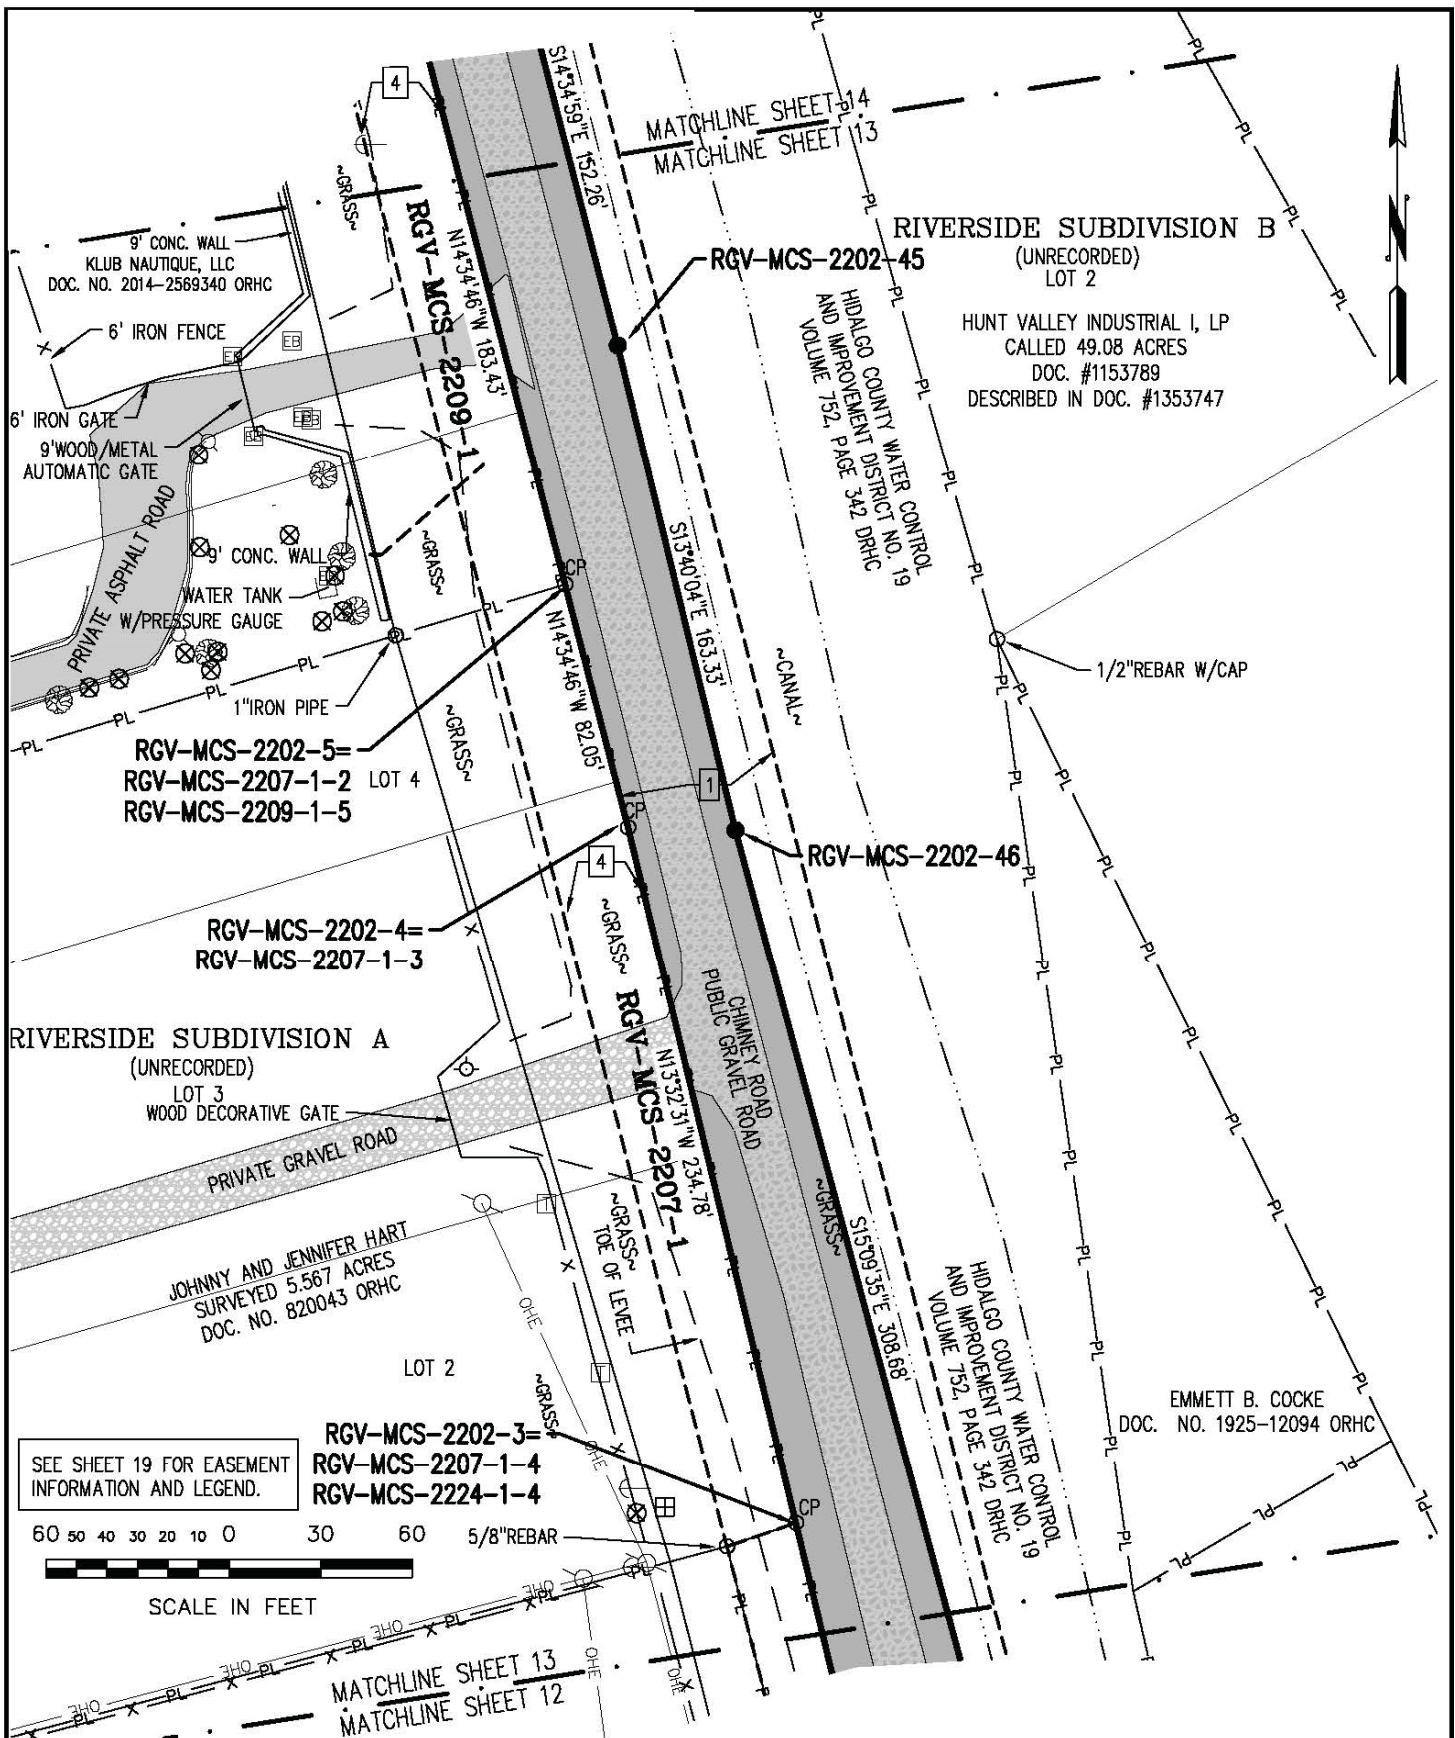 4
S14°34'59"E 152.26'
MATCHLINE SHEET 14
MATCHLINE SHEET 13
~GRASS~
9' CONC. WALL
KLUB NAUTIQUE, LLC
DOC. NO. 2014-2569340 ORHC
RGV-MCS-2209-1
N14°34'46"W 183.43'
RGV-MCS-2202-45
RIVERSIDE SUBDIVISION B
(UNRECORDED)
LOT 2
HUNT VALLEY INDUSTRIAL I, LP
CALLED 49.08 ACRES
DOC. #1153789
DESCRIBED IN DOC. #1353747
N
HIDALGO COUNTY WATER CONTROL
AND IMPROVEMENT DISTRICT NO. 19
VOLUME 752, PAGE 342 DRHC
6' IRON FENCE
EB
EB
6' IRON GATE
9'WOOD/METAL
AUTOMATIC GATE
PRIVATE ASPHALT ROAD
9' CONC. WALL
~GRASS~
WATER TANK
W/PRESSURE GAUGE
CP
S13°40'04"E 163.33'
1"IRON PIPE
~GRASS~
N14°34'46"W 82.05'
~CANAL~
1/2"REBAR W/CAP
RGV-MCS-2202-5=
RGV-MCS-2207-1-2
RGV-MCS-2209-1-5
LOT 4
1
CP
RGV-MCS-2202-46
4
RGV-MCS-2202-4=
RGV-MCS-2207-1-3
~GRASS~
RGV-MCS-2207-1
N13°32'31"W 234.78'
CHIMNEY ROAD
PUBLIC GRAVEL ROAD
RIVERSIDE SUBDIVISION A
(UNRECORDED)
LOT 3
WOOD DECORATIVE GATE
PRIVATE GRAVEL ROAD
~GRASS~
TOE OF LEVEE
~GRASS~
S15°09'35"E 308.68'
T
JOHNNY AND JENNIFER HART
SURVEYED 5.567 ACRES
DOC. NO. 820043 ORHC
OHE
HIDALGO COUNTY WATER CONTROL
AND IMPROVEMENT DISTRICT NO. 19
VOLUME 752, PAGE 342 DRHC
LOT 2
T
~GRASS~
EMMETT B. COCKE
DOC. NO. 1925-12094 ORHC
RGV-MCS-2202-3=
RGV-MCS-2207-1-4
RGV-MCS-2224-1-4
OHE
CP
SEE SHEET 19 FOR EASEMENT
INFORMATION AND LEGEND.
5/8"REBAR
60 50 40 30 20 10 0 30 60
SCALE IN FEET
OHE PL X PL X PL X PL
MATCHLINE SHEET 13
MATCHLINE SHEET 12